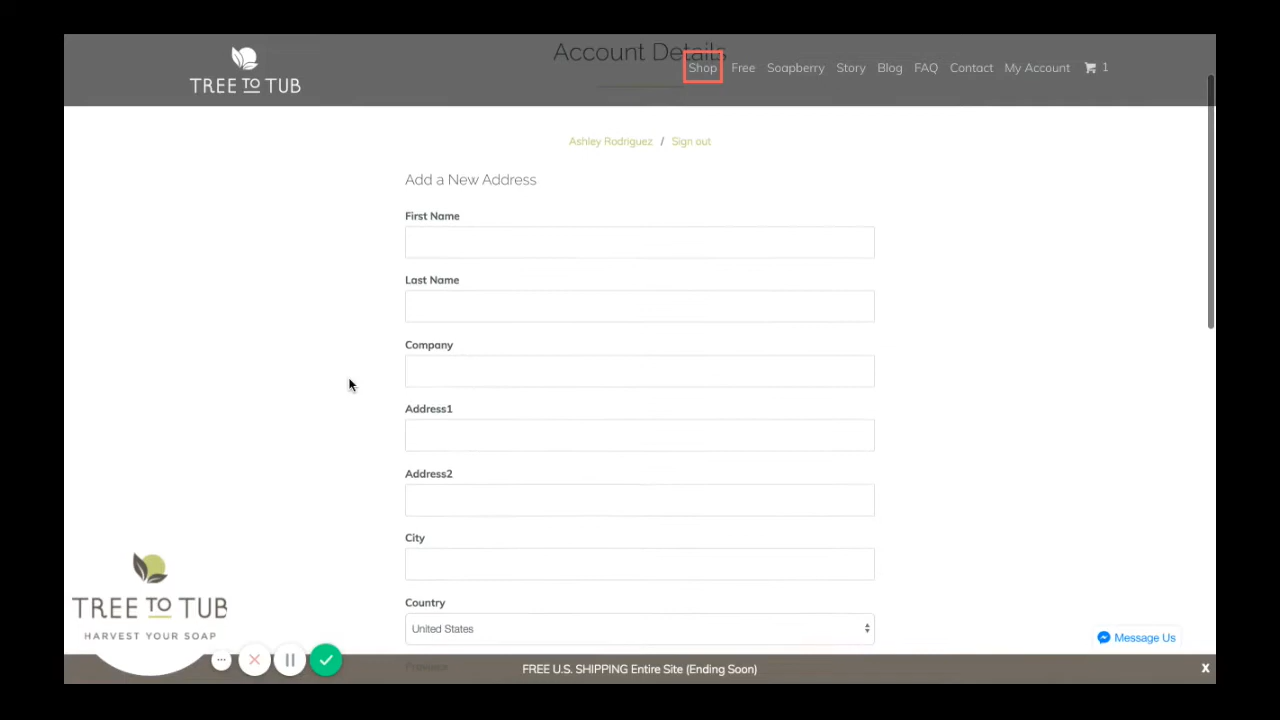 Account Details
TREE TO TUB
Shop Free Soapberry Story Blog FAQ Contact My Account 1
Ashley Rodriguez / Sign out
Add a New Address
First Name
Last Name
Company
Address1
Address2
City
Country
United States
Province
TREE TO TUB
HARVEST YOUR SOAP
Message Us
FREE U.S. SHIPPING Entire Site (Ending Soon) X